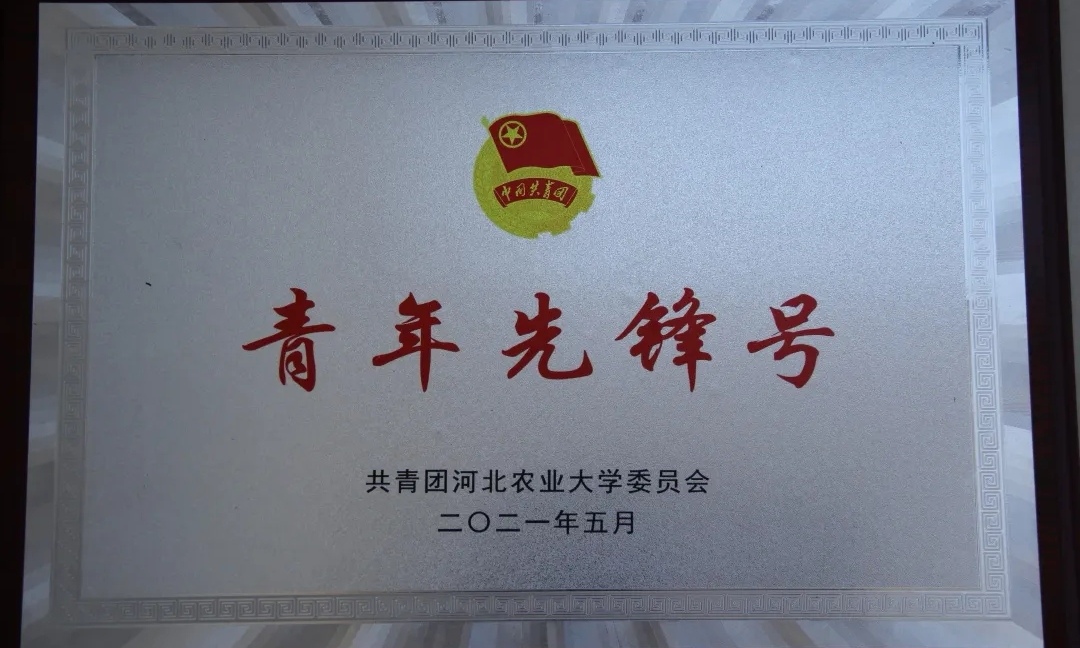 中国共青团
青年先锋号
共青团河北农业大学委员会
二〇二一年五月